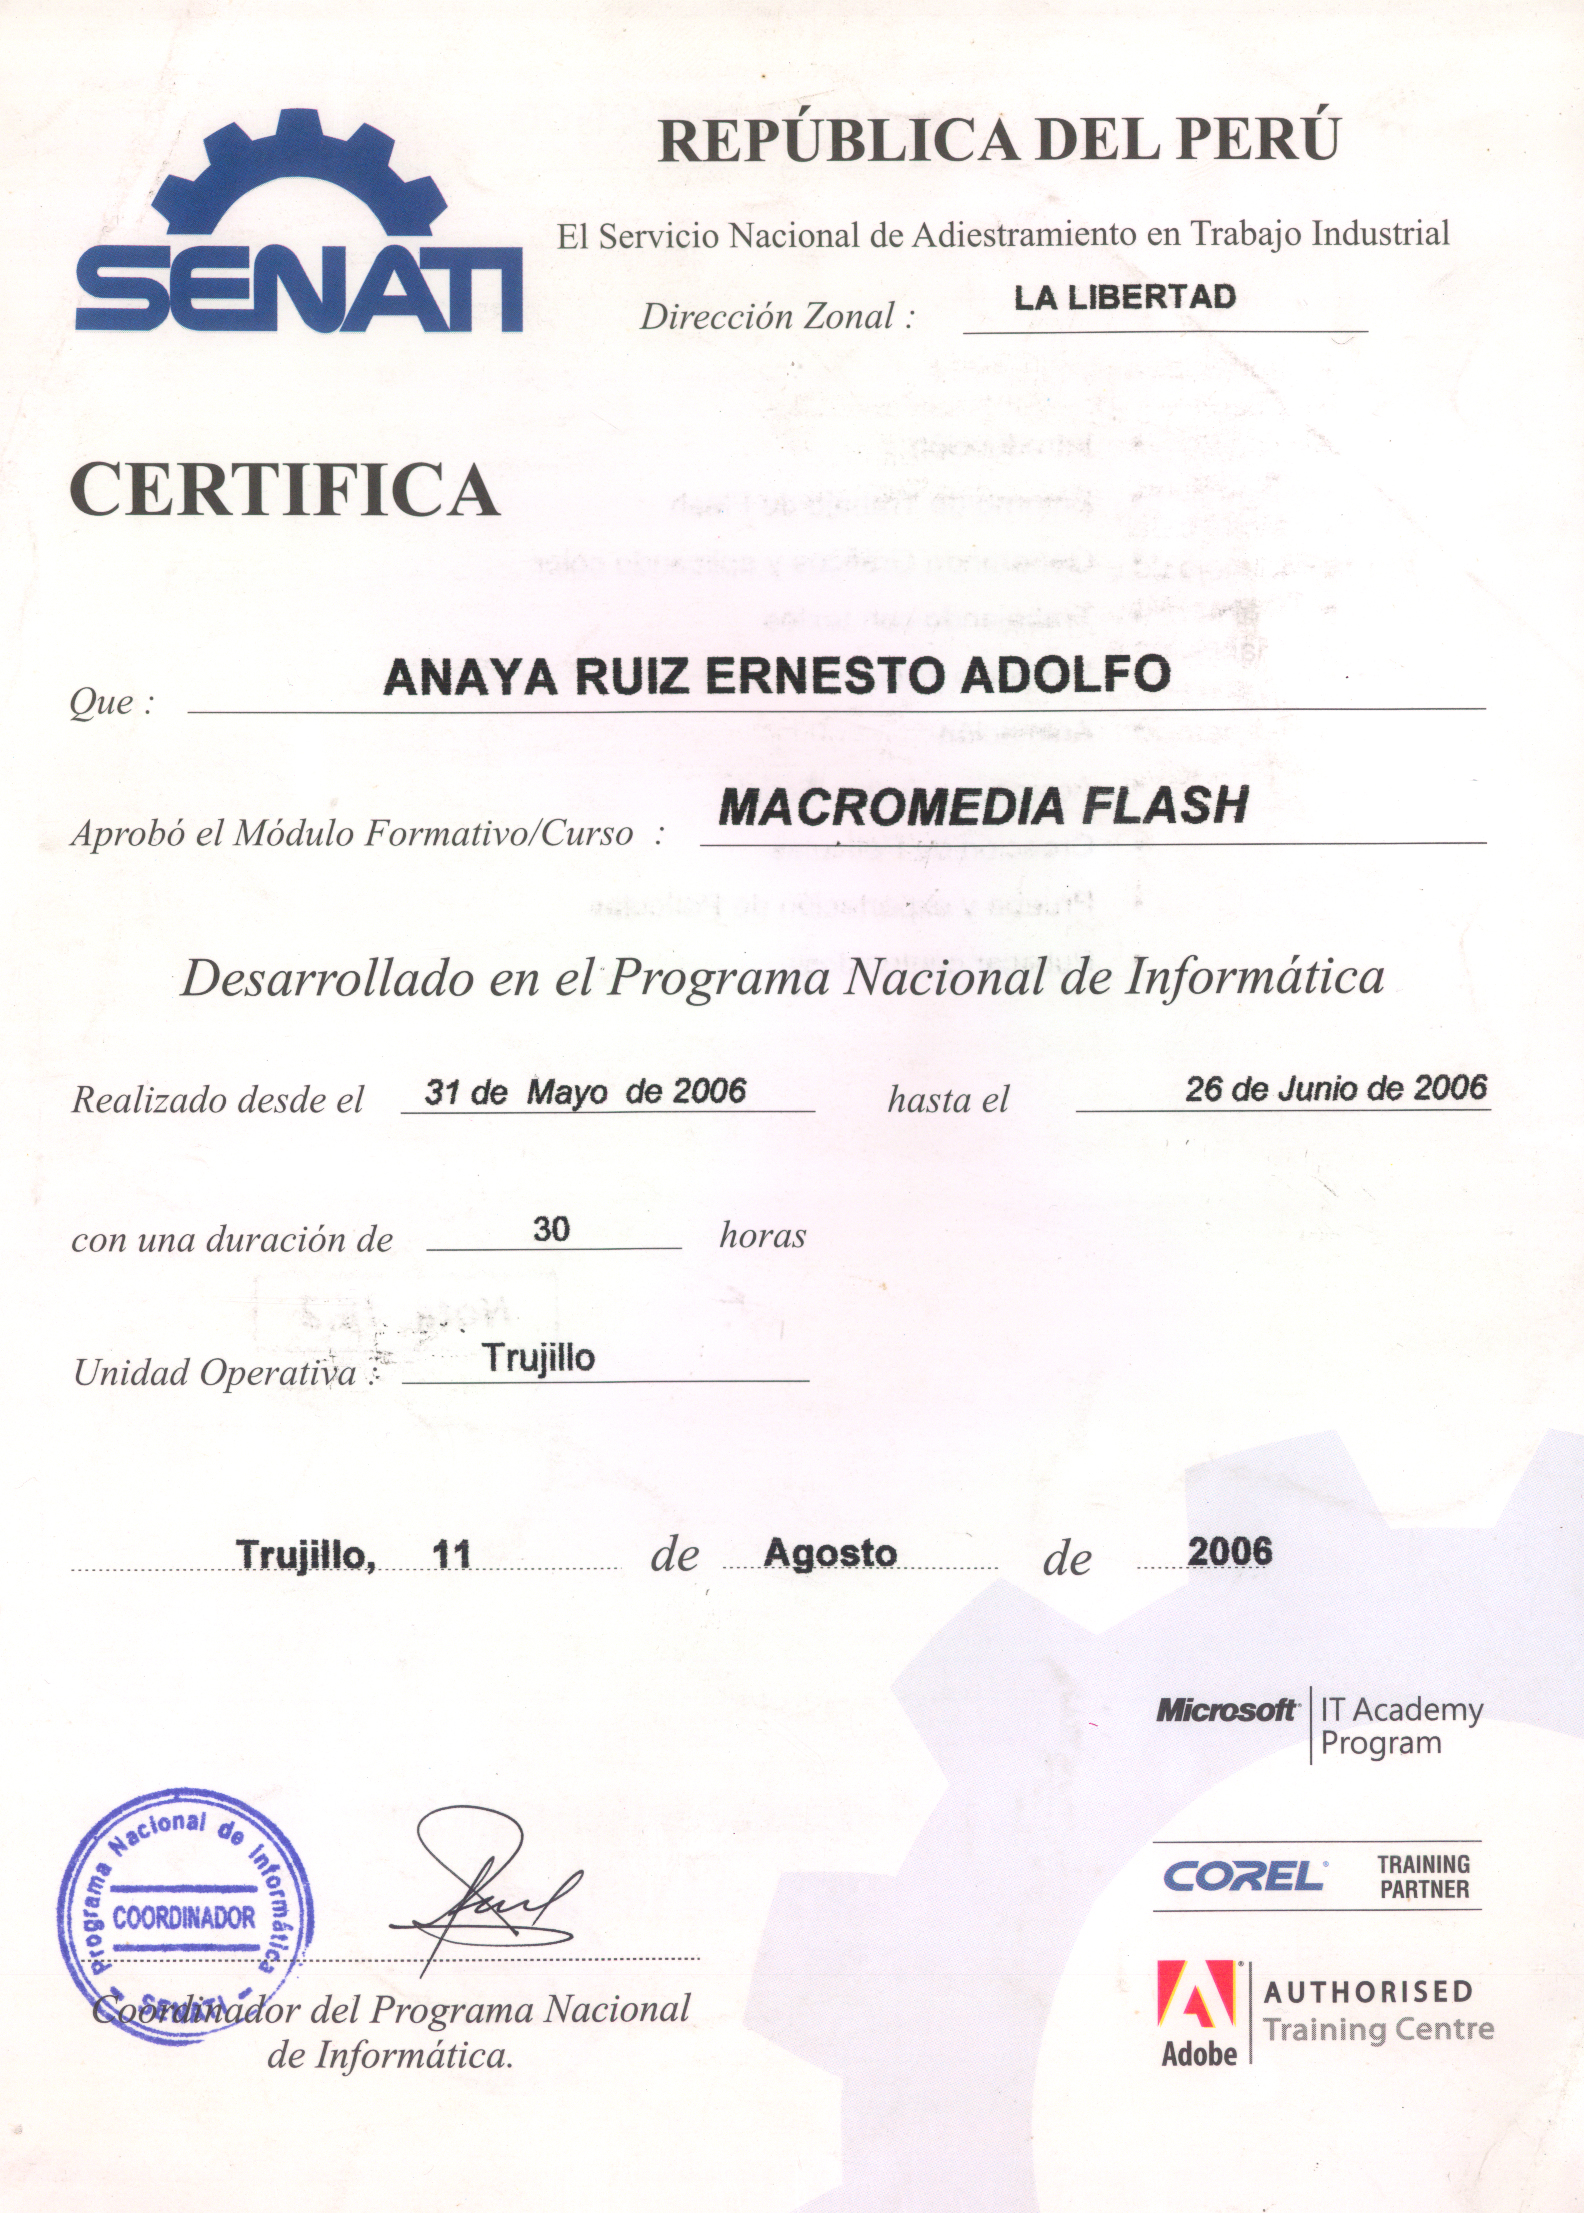 REPÚBLICA DEL PERÚ
SENATI
El Servicio Nacional de Adiestramiento en Trabajo Industrial
Dirección Zonal : LA LIBERTAD
CERTIFICA
Que : ANAYA RUIZ ERNESTO ADOLFO
Aprobó el Módulo Formativo/Curso : MACROMEDIA FLASH
Desarrollado en el Programa Nacional de Informática
Realizado desde el 31 de Mayo de 2006 hasta el 26 de Junio de 2006
con una duración de 30 horas
Unidad Operativa : Trujillo
Trujillo, 11 de Agosto de 2006
Microsoft IT Academy
Program
COREL TRAINING
PARTNER
Adobe AUTHORISED
Training Centre
Programa Nacional de Informática
COORDINADOR
- SENATI -
Coordinador del Programa Nacional
de Informática.